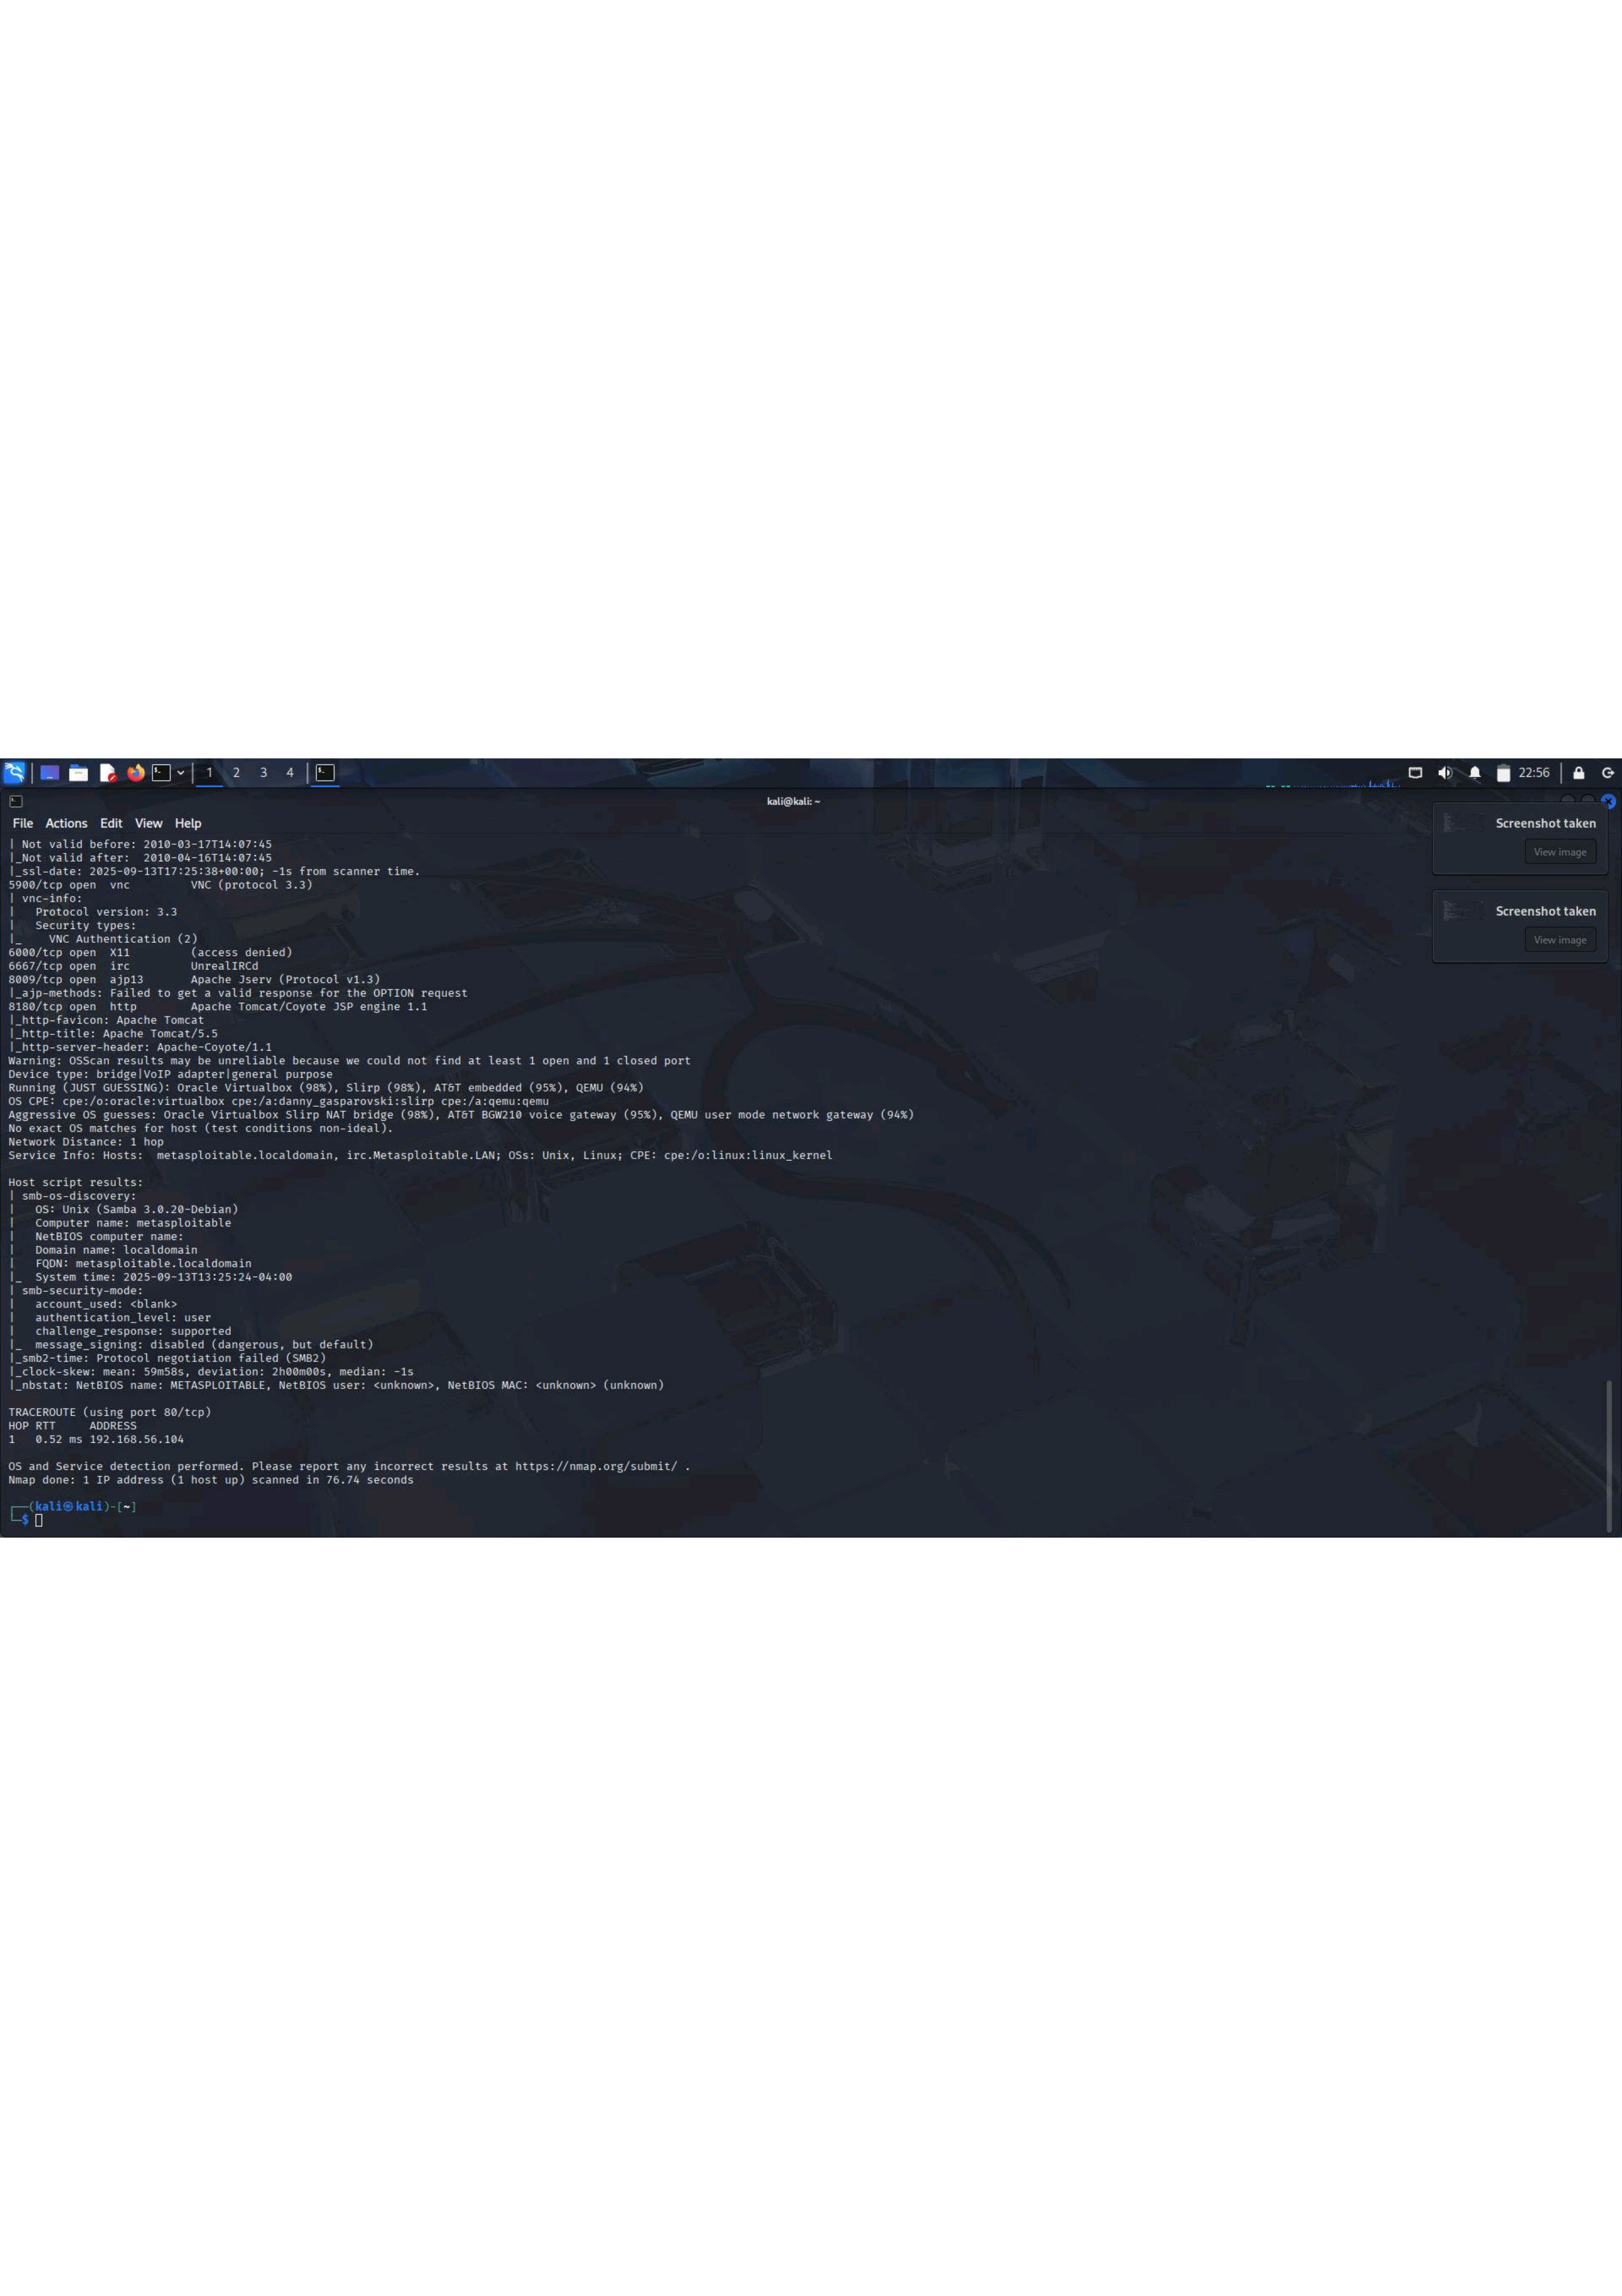 1 2 3 4 22:56
kali@kali: ~
File Actions Edit View Help
| Not valid before: 2010-03-17T14:07:45
|_Not valid after:  2010-04-16T14:07:45
|_ssl-date: 2025-09-13T17:25:38+00:00; -1s from scanner time.
5900/tcp open  vnc         VNC (protocol 3.3)
| vnc-info:
|   Protocol version: 3.3
|   Security types:
|_    VNC Authentication (2)
6000/tcp open  X11         (access denied)
6667/tcp open  irc         UnrealIRCd
8009/tcp open  ajp13       Apache Jserv (Protocol v1.3)
|_ajp-methods: Failed to get a valid response for the OPTION request
8180/tcp open  http        Apache Tomcat/Coyote JSP engine 1.1
|_http-favicon: Apache Tomcat
|_http-title: Apache Tomcat/5.5
|_http-server-header: Apache-Coyote/1.1
Warning: OSScan results may be unreliable because we could not find at least 1 open and 1 closed port
Device type: bridge|VoIP adapter|general purpose
Running (JUST GUESSING): Oracle Virtualbox (98%), Slirp (98%), AT&T embedded (95%), QEMU (94%)
OS CPE: cpe:/o:oracle:virtualbox cpe:/a:danny_gasparovski:slirp cpe:/a:qemu:qemu
Aggressive OS guesses: Oracle Virtualbox Slirp NAT bridge (98%), AT&T BGW210 voice gateway (95%), QEMU user mode network gateway (94%)
No exact OS matches for host (test conditions non-ideal).
Network Distance: 1 hop
Service Info: Hosts:  metasploitable.localdomain, irc.Metasploitable.LAN; OSs: Unix, Linux; CPE: cpe:/o:linux:linux_kernel
Host script results:
| smb-os-discovery:
|   OS: Unix (Samba 3.0.20-Debian)
|   Computer name: metasploitable
|   NetBIOS computer name:
|   Domain name: localdomain
|   FQDN: metasploitable.localdomain
|_  System time: 2025-09-13T13:25:24-04:00
| smb-security-mode:
|   account_used: <blank>
|   authentication_level: user
|   challenge_response: supported
|_  message_signing: disabled (dangerous, but default)
|_smb2-time: Protocol negotiation failed (SMB2)
|_clock-skew: mean: 59m58s, deviation: 2h00m00s, median: -1s
|_nbstat: NetBIOS name: METASPLOITABLE, NetBIOS user: <unknown>, NetBIOS MAC: <unknown> (unknown)
TRACEROUTE (using port 80/tcp)
HOP RTT     ADDRESS
1   0.52 ms 192.168.56.104
OS and Service detection performed. Please report any incorrect results at https://nmap.org/submit/ .
Nmap done: 1 IP address (1 host up) scanned in 76.74 seconds
(kali㉿kali)-[~]
$
Screenshot taken
View image
Screenshot taken
View image